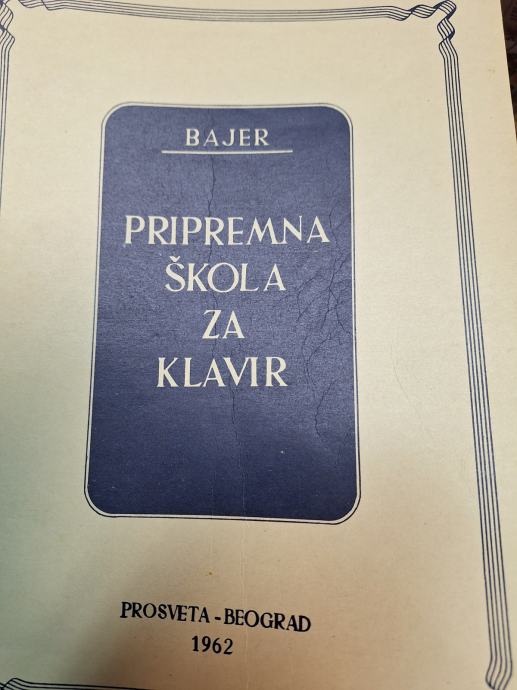 BAJER
PRIPREMNA
ŠKOLA
ZA
KLAVIR
PROSVETA - BEOGRAD
1962